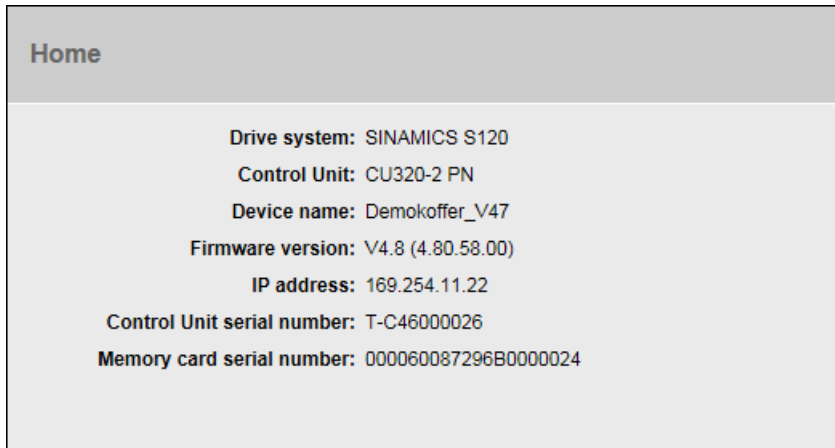 Home
Drive system: SINAMICS S120
Control Unit: CU320-2 PN
Device name: Demokoffer_V47
Firmware version: V4.8 (4.80.58.00)
IP address: 169.254.11.22
Control Unit serial number: T-C46000026
Memory card serial number: 000060087296B0000024